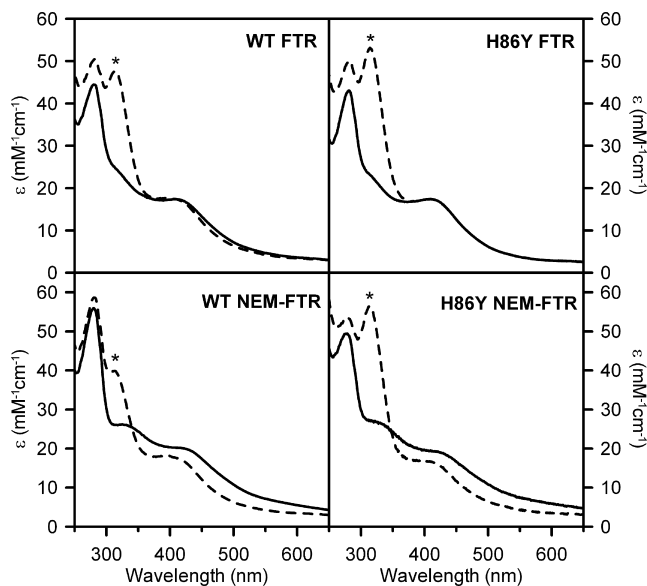 WT FTR
H86Y FTR
* *
60 60
50 50
40 40
30 30
20 20
10 10
0 0
ε (mM⁻¹cm⁻¹) ε (mM⁻¹cm⁻¹)
WT NEM-FTR
H86Y NEM-FTR
* *
60 60
50 50
40 40
30 30
20 20
10 10
0 0
ε (mM⁻¹cm⁻¹) ε (mM⁻¹cm⁻¹)
300 400 500 600 300 400 500 600
Wavelength (nm) Wavelength (nm)